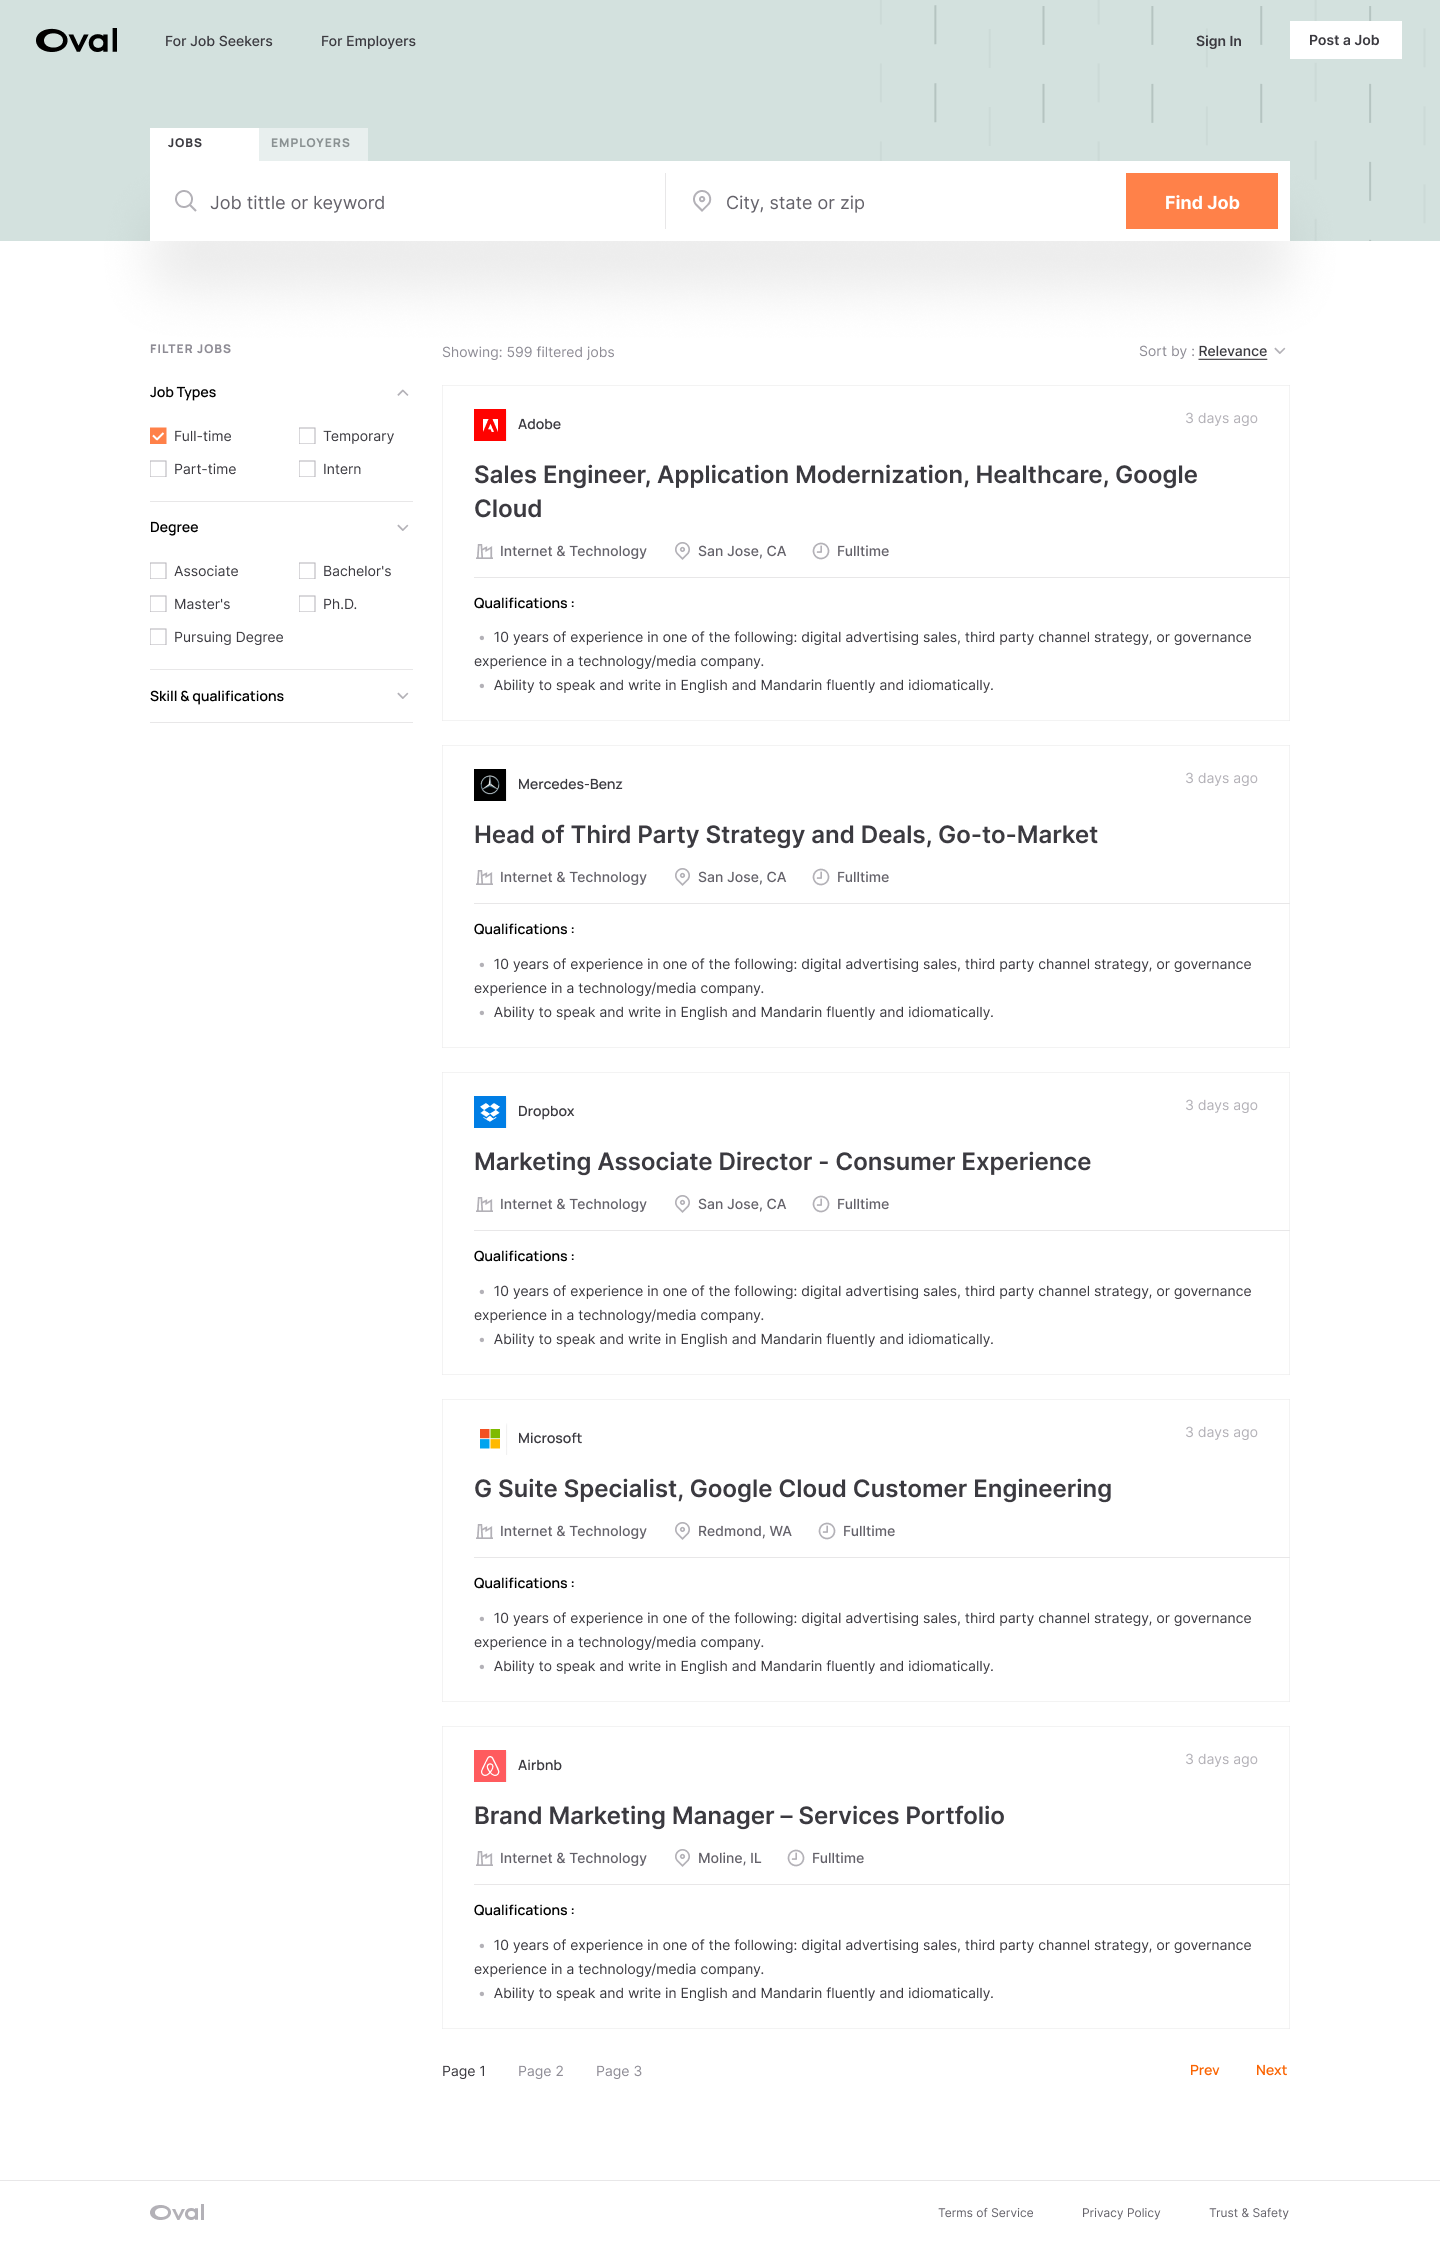 Oval
For Job Seekers
For Employers
Sign In
Post a Job
JOBS
EMPLOYERS
Job tittle or keyword
City, state or zip
Find Job
FILTER JOBS
Job Types
Full-time
Temporary
Part-time
Intern
Degree
Associate
Bachelor's
Master's
Ph.D.
Pursuing Degree
Skill & qualifications
Showing: 599 filtered jobs
Sort by : Relevance
Adobe
3 days ago
Sales Engineer, Application Modernization, Healthcare, Google
Cloud
Internet & Technology
San Jose, CA
Fulltime
Qualifications :
• 10 years of experience in one of the following: digital advertising sales, third party channel strategy, or governance
experience in a technology/media company.
• Ability to speak and write in English and Mandarin fluently and idiomatically.
Mercedes-Benz
3 days ago
Head of Third Party Strategy and Deals, Go-to-Market
Internet & Technology
San Jose, CA
Fulltime
Qualifications :
• 10 years of experience in one of the following: digital advertising sales, third party channel strategy, or governance
experience in a technology/media company.
• Ability to speak and write in English and Mandarin fluently and idiomatically.
Dropbox
3 days ago
Marketing Associate Director - Consumer Experience
Internet & Technology
San Jose, CA
Fulltime
Qualifications :
• 10 years of experience in one of the following: digital advertising sales, third party channel strategy, or governance
experience in a technology/media company.
• Ability to speak and write in English and Mandarin fluently and idiomatically.
Microsoft
3 days ago
G Suite Specialist, Google Cloud Customer Engineering
Internet & Technology
Redmond, WA
Fulltime
Qualifications :
• 10 years of experience in one of the following: digital advertising sales, third party channel strategy, or governance
experience in a technology/media company.
• Ability to speak and write in English and Mandarin fluently and idiomatically.
Airbnb
3 days ago
Brand Marketing Manager – Services Portfolio
Internet & Technology
Moline, IL
Fulltime
Qualifications :
• 10 years of experience in one of the following: digital advertising sales, third party channel strategy, or governance
experience in a technology/media company.
• Ability to speak and write in English and Mandarin fluently and idiomatically.
Page 1
Page 2
Page 3
Prev
Next
Oval
Terms of Service
Privacy Policy
Trust & Safety